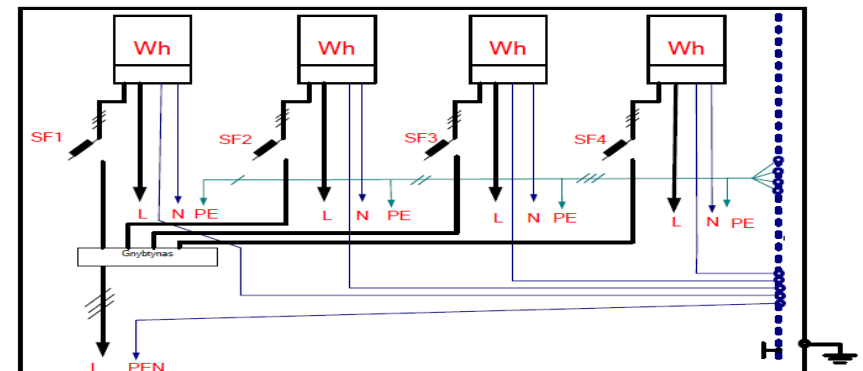 Wh Wh Wh Wh
SF1 SF2 SF3 SF4
L N PE L N PE L N PE L N PE
Gnybtynas
L PEN